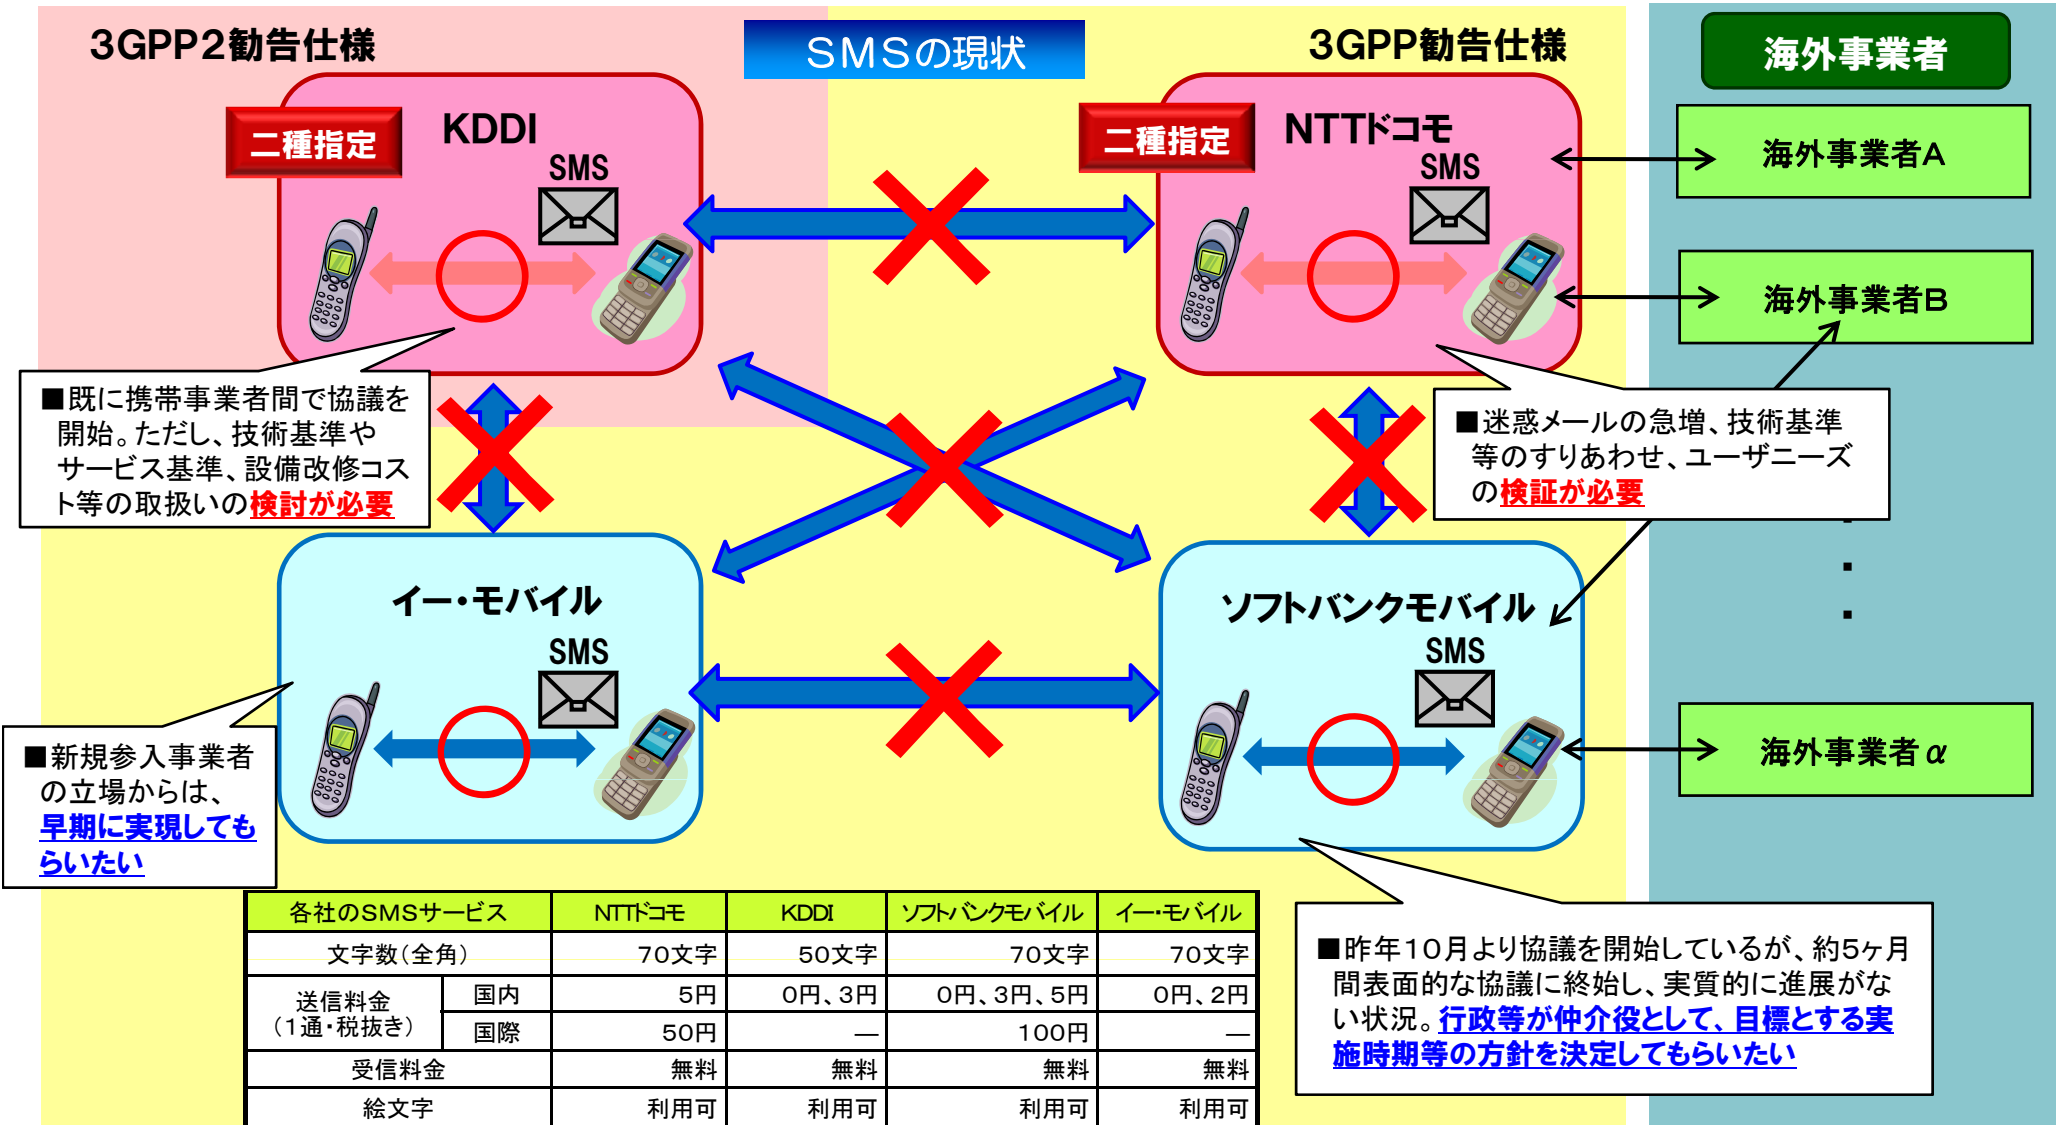 3GPP2勧告仕様
SMSの現状
3GPP勧告仕様
海外事業者
二種指定
KDDI
SMS
二種指定
NTTドコモ
SMS
海外事業者A
海外事業者B
■既に携帯事業者間で協議を
開始。ただし、技術基準や
サービス基準、設備改修コス
ト等の取扱いの検討が必要
■迷惑メールの急増、技術基準
等のすりあわせ、ユーザニーズ
の検証が必要
イー・モバイル
SMS
ソフトバンクモバイル
SMS
海外事業者α
■新規参入事業者
の立場からは、
早期に実現しても
らいたい
各社のSMSサービス NTTドコモ KDDI ソフトバンクモバイル イー・モバイル
文字数(全角) 70文字 50文字 70文字 70文字
送信料金
(1通・税抜き)
国内 5円 0円、3円 0円、3円、5円 0円、2円
国際 50円 — 100円 —
受信料金 無料 無料 無料 無料
絵文字 利用可 利用可 利用可 利用可
■昨年10月より協議を開始しているが、約5ヶ月
間表面的な協議に終始し、実質的に進展がな
い状況。行政等が仲介役として、目標とする実
施時期等の方針を決定してもらいたい